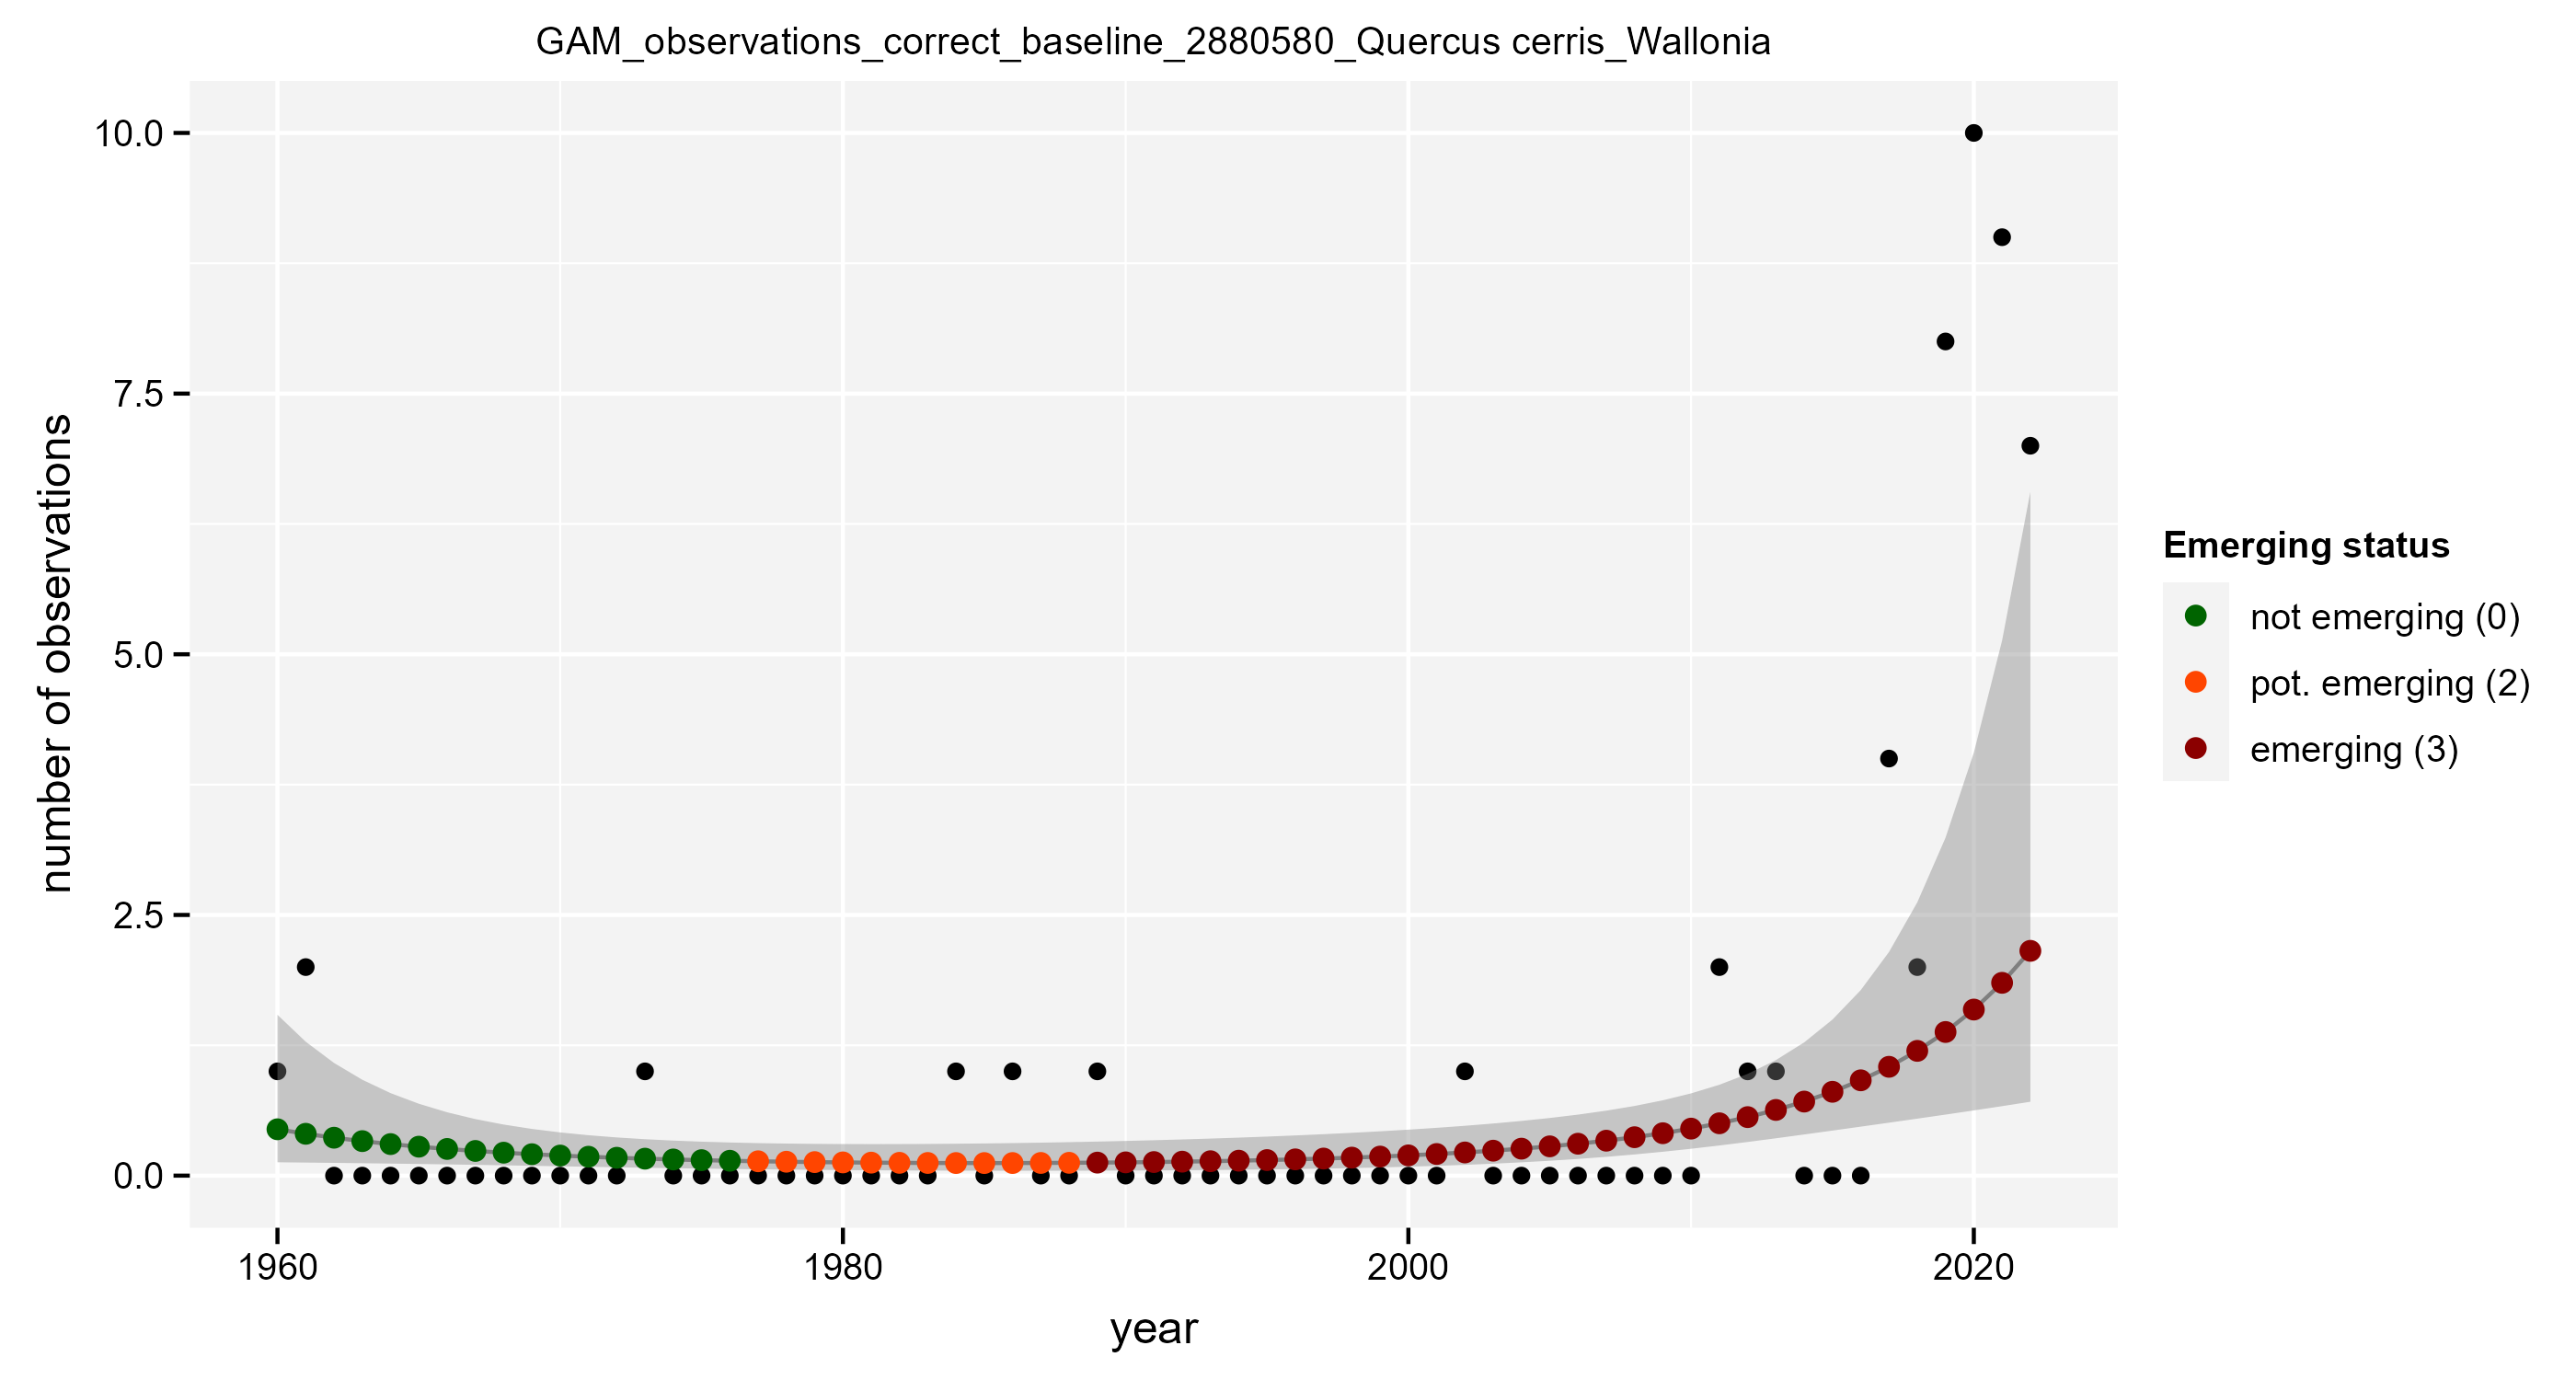 GAM_observations_correct_baseline_2880580_Quercus cerris_Wallonia
number of observations
10.0
7.5
5.0
2.5
0.0
1960
1980
2000
2020
year
Emerging status
not emerging (0)
pot. emerging (2)
emerging (3)